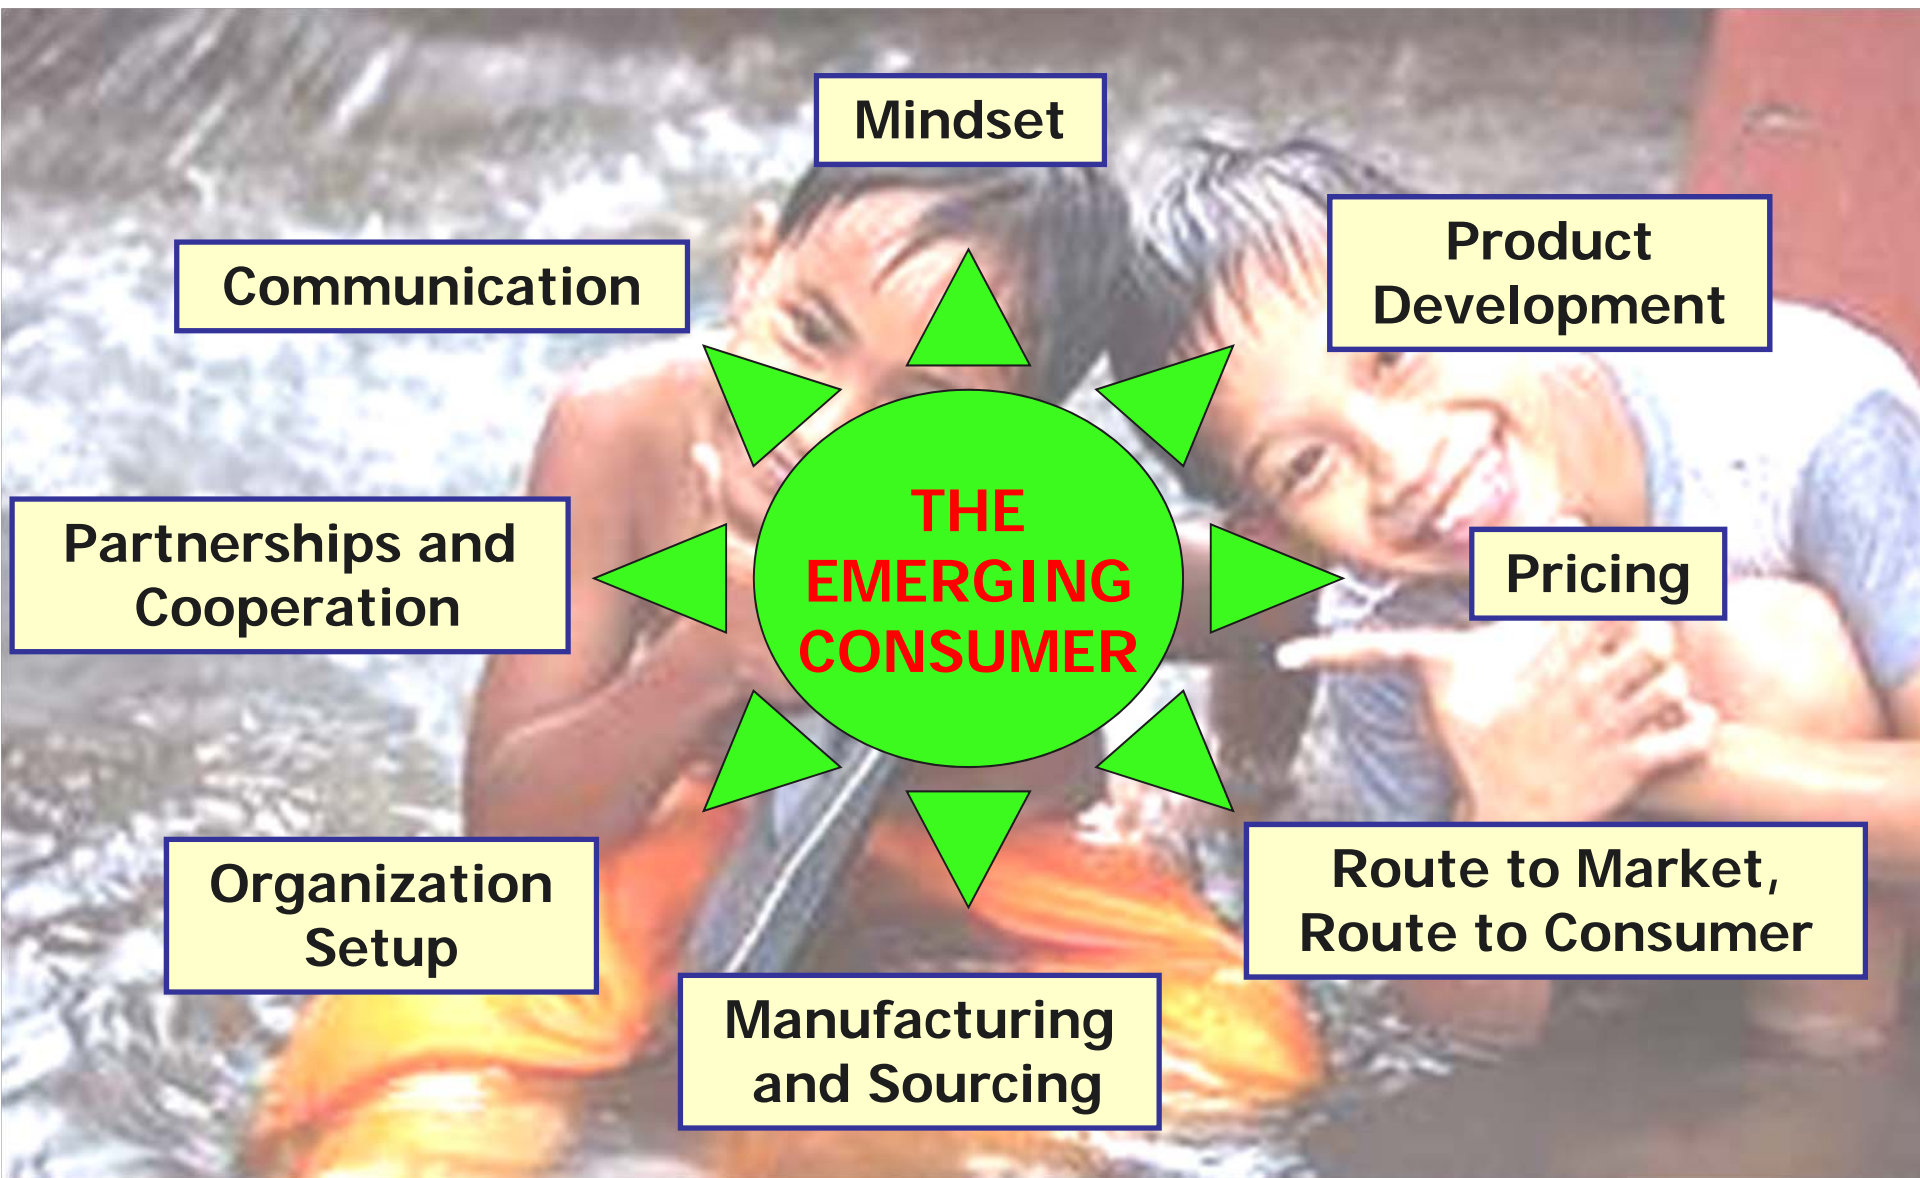 Mindset
Product
Development
Communication
Partnerships and
Cooperation
THE
EMERGING
CONSUMER
Pricing
Organization
Setup
Route to Market,
Route to Consumer
Manufacturing
and Sourcing